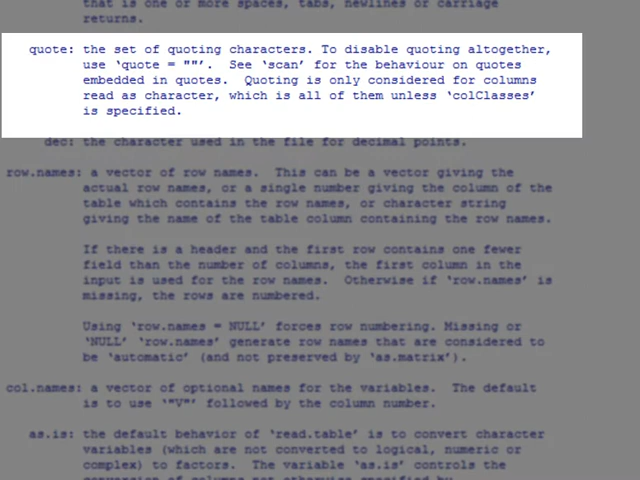 that is one or more spaces, tabs, newlines or carriage
returns.
quote: the set of quoting characters. To disable quoting altogether,
use ‘quote = ""’.  See ‘scan’ for the behaviour on quotes
embedded in quotes.  Quoting is only considered for columns
read as character, which is all of them unless ‘colClasses’
is specified.
dec: the character used in the file for decimal points.
row.names: a vector of row names.  This can be a vector giving the
actual row names, or a single number giving the column of the
table which contains the row names, or character string
giving the name of the table column containing the row names.
If there is a header and the first row contains one fewer
field than the number of columns, the first column in the
input is used for the row names.  Otherwise if ‘row.names’ is
missing, the rows are numbered.
Using ‘row.names = NULL’ forces row numbering. Missing or
‘NULL’ ‘row.names’ generate row names that are considered to
be ‘automatic’ (and not preserved by ‘as.matrix’).
col.names: a vector of optional names for the variables.  The default
is to use ‘"V"’ followed by the column number.
as.is: the default behavior of ‘read.table’ is to convert character
variables (which are not converted to logical, numeric or
complex) to factors.  The variable ‘as.is’ controls the
conversion of columns not otherwise specified by